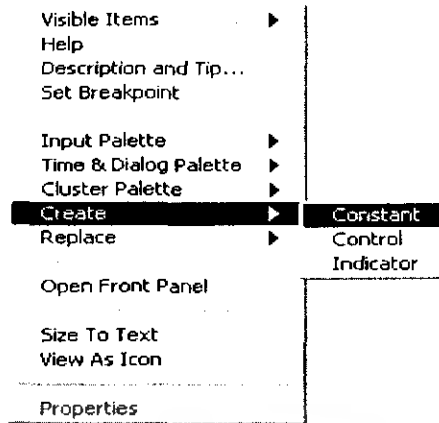 Visible Items
Help
Description and Tip...
Set Breakpoint
Input Palette
Time & Dialog Palette
Cluster Palette
Create
Constant
Replace
Control
Indicator
Open Front Panel
Size To Text
View As Icon
Properties